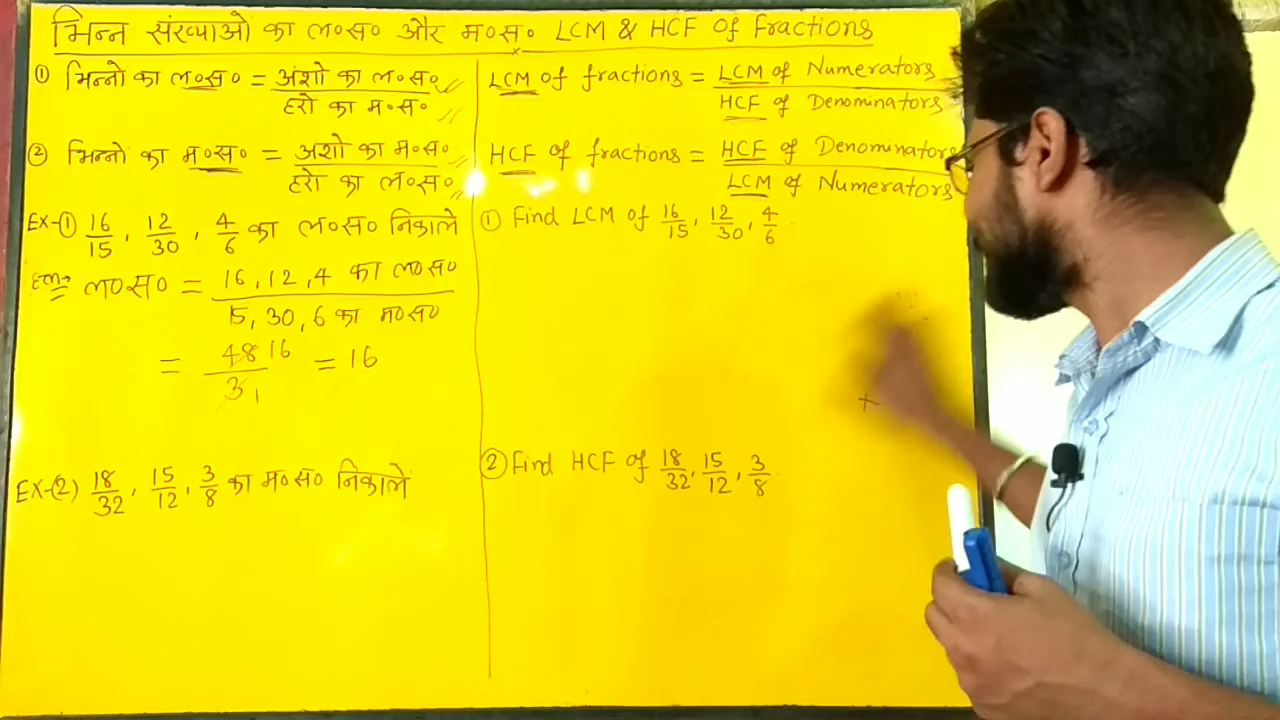 भिन्न संख्याओ का ल०स० और म०स० LCM & HCF Of Fractions
① भिन्नो का ल०स० = अंशो का ल०स० / हरो का म०स०
② भिन्नो का म०स० = अंशो का म०स० / हरो का ल०स०
EX-① 16/15, 12/30, 4/6 का ल०स० निकाले
हल→ ल०स० = 16, 12, 4 का ल०स० / 15, 30, 6 का म०स०
= 48 16 / 3 1 = 16
EX-(2) 18/32, 15/12, 3/8 का म०स० निकाले
LCM of fractions = LCM of Numerators / HCF of Denominators
HCF of fractions = HCF of Denominators / LCM of Numerators
① Find LCM of 16/15, 12/30, 4/6.
+
② Find HCF of 18/32, 15/12, 3/8.